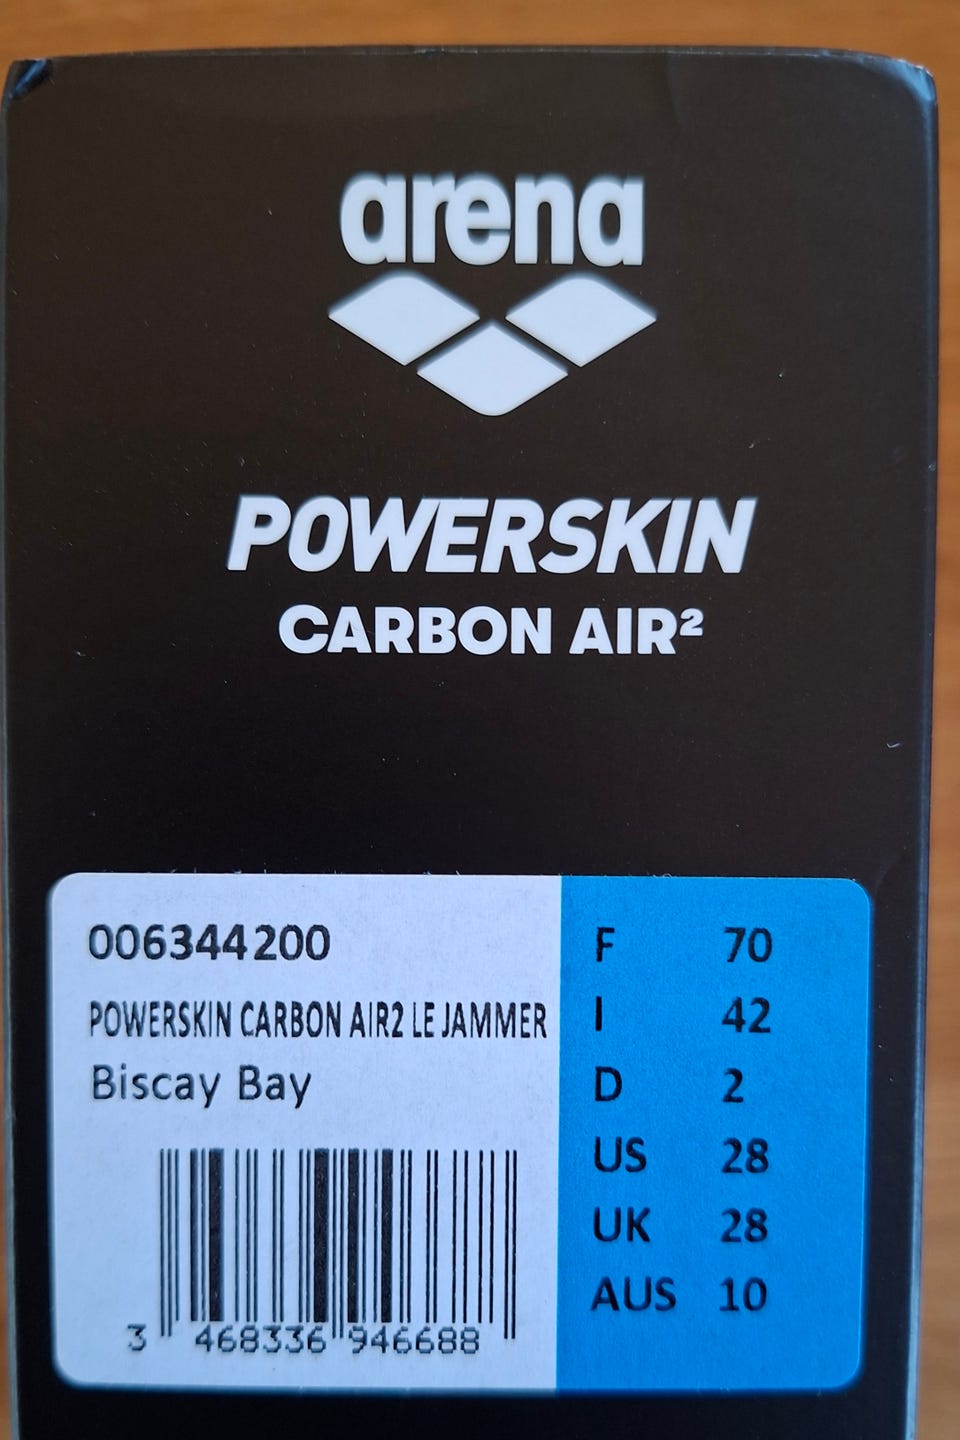 arena
POWERSKIN
CARBON AIR²
006344200
POWERSKIN CARBON AIR2 LE JAMMER
Biscay Bay
3 468336 946688
F 70
I 42
D 2
US 28
UK 28
AUS 10